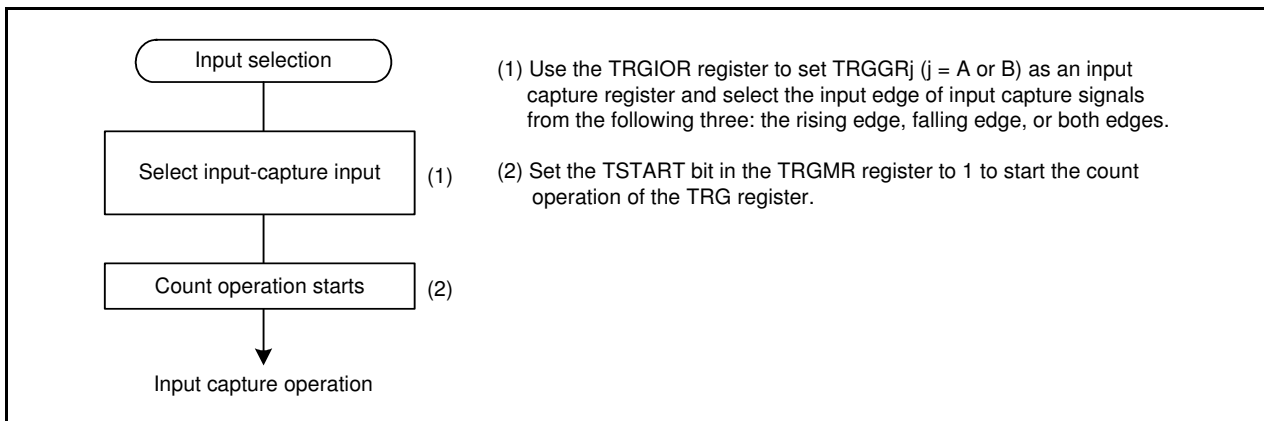 Input selection
Select input-capture input
(1)
Count operation starts
(2)
Input capture operation
(1) Use the TRGIOR register to set TRGGRj (j = A or B) as an input
capture register and select the input edge of input capture signals
from the following three: the rising edge, falling edge, or both edges.
(2) Set the TSTART bit in the TRGMR register to 1 to start the count
operation of the TRG register.